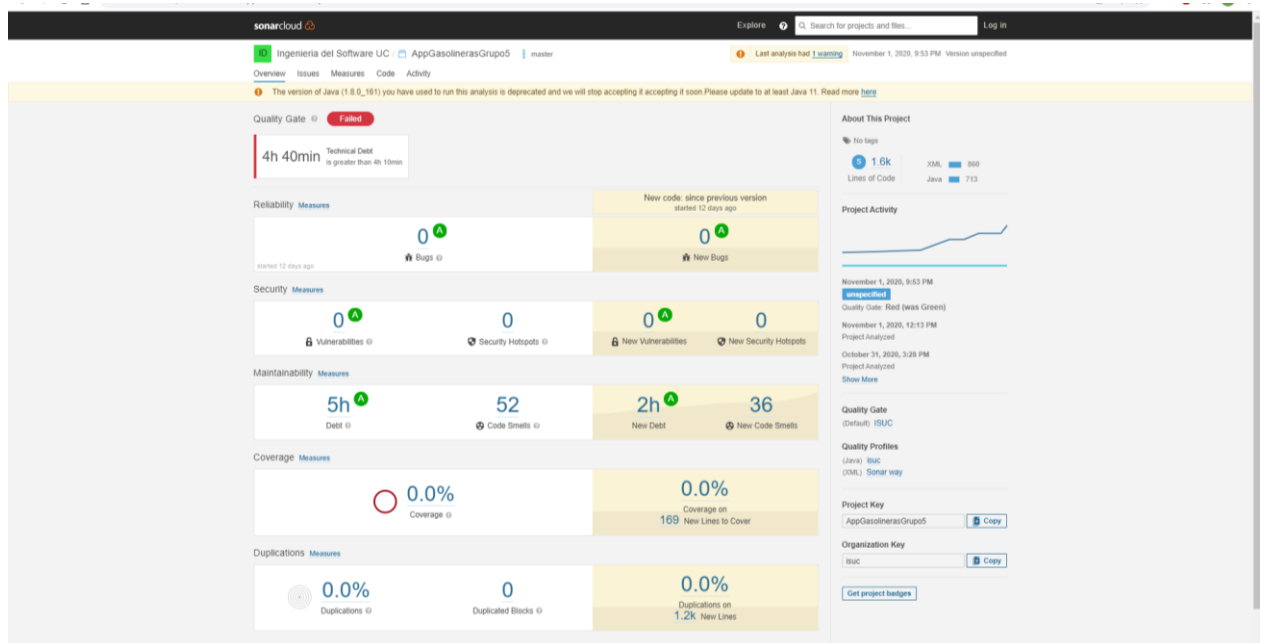 sonarcloud
Explore
Search for projects and files...
Log in
ID Ingenieria del Software UC / AppGasolinerasGrupo5 master
Last analysis had 1 warning November 1, 2020, 9:53 PM Version unspecified
Overview Issues Measures Code Activity
The version of Java (1.8.0_161) you have used to run this analysis is deprecated and we will stop accepting it accepting it soon.Please update to at least Java 11. Read more here
Quality Gate Failed
4h 40min Technical Debt
is greater than 4h 10min
Reliability Measures
New code: since previous version
started 12 days ago
0 A
Bugs
started 12 days ago
0 A
New Bugs
Security Measures
0 A
Vulnerabilities
0
Security Hotspots
0 A
New Vulnerabilities
0
New Security Hotspots
Maintainability Measures
5h A
Debt
52
Code Smells
2h A
New Debt
36
New Code Smells
Coverage Measures
0.0%
Coverage
0.0%
Coverage on
169 New Lines to Cover
Duplications Measures
0.0%
Duplications
0
Duplicated Blocks
0.0%
Duplications on
1.2k New Lines
About This Project
No tags
S 1.6k
Lines of Code
XML 860
Java 713
Project Activity
November 1, 2020, 9:53 PM
unspecified
Quality Gate: Red (was Green)
November 1, 2020, 12:13 PM
Project Analyzed
October 31, 2020, 3:28 PM
Project Analyzed
Show More
Quality Gate
(Default) ISUC
Quality Profiles
(Java) Isuc
(XML) Sonar way
Project Key
AppGasolinerasGrupo5 Copy
Organization Key
isuc Copy
Get project badges